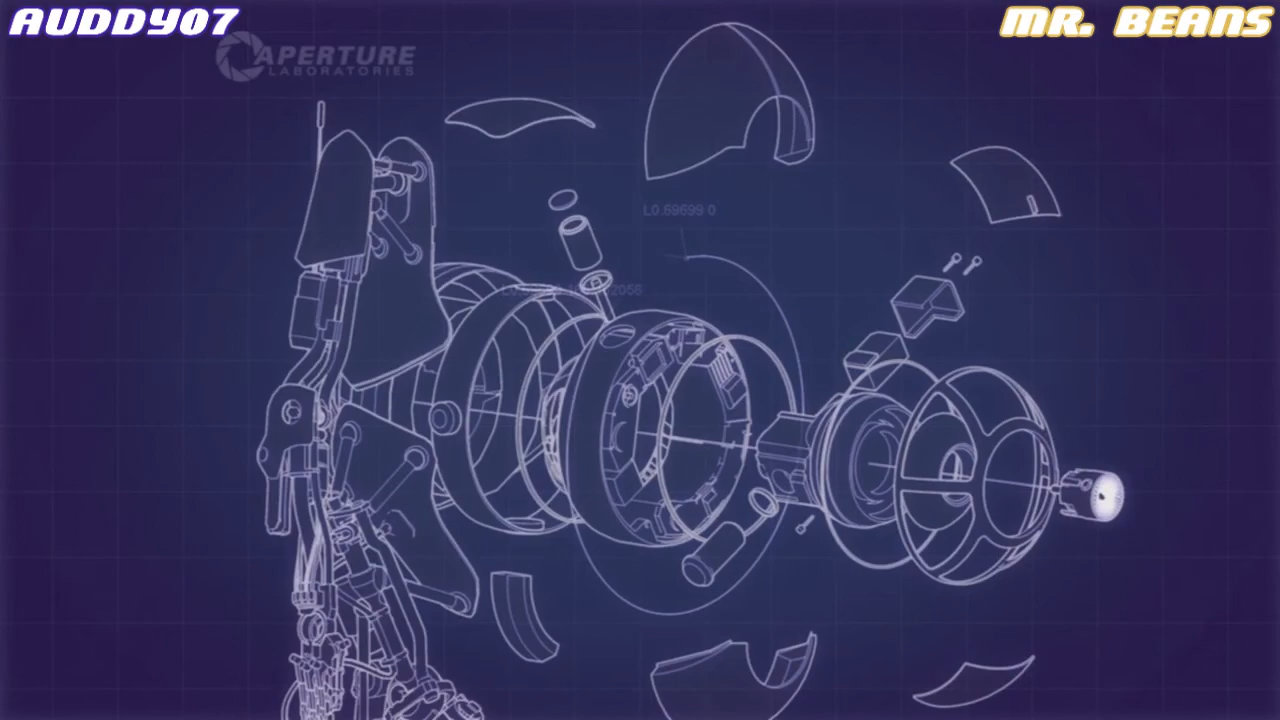 AUDDY07
MR. BEANS
APERTURE
LABORATORIES
L0.69699 0